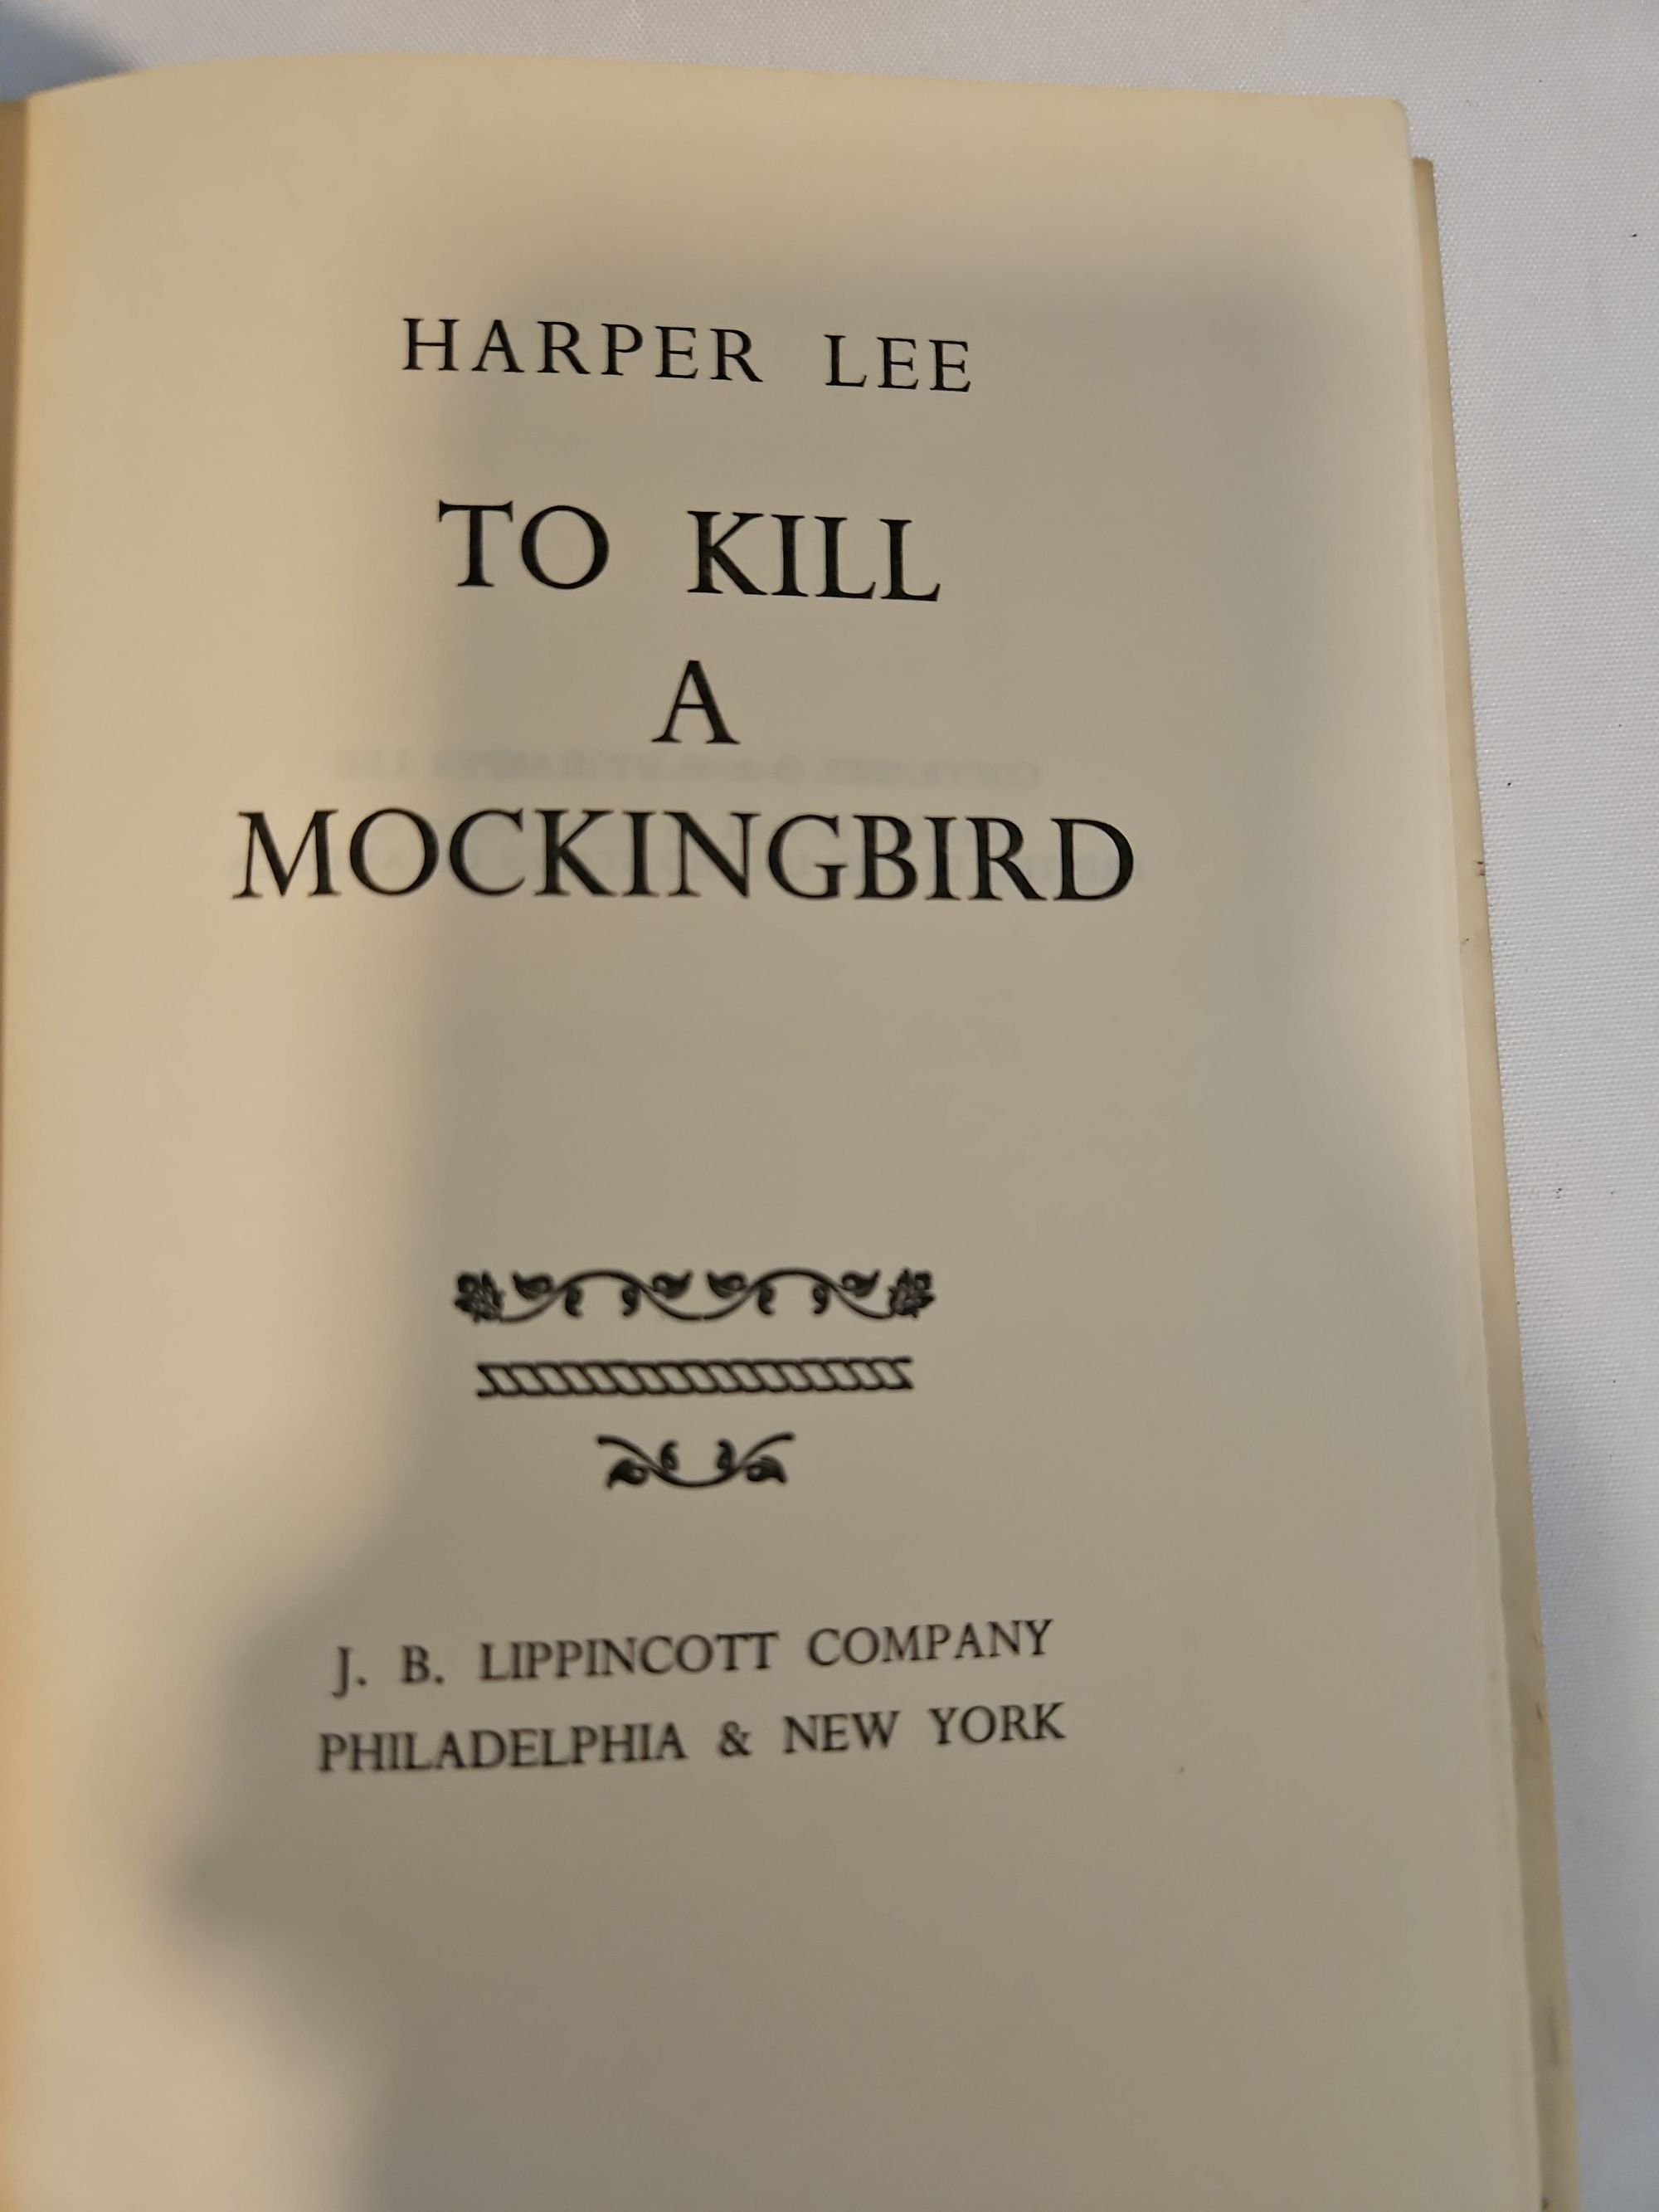 HARPER LEE
TO KILL
A
MOCKINGBIRD
J. B. LIPPINCOTT COMPANY
PHILADELPHIA & NEW YORK